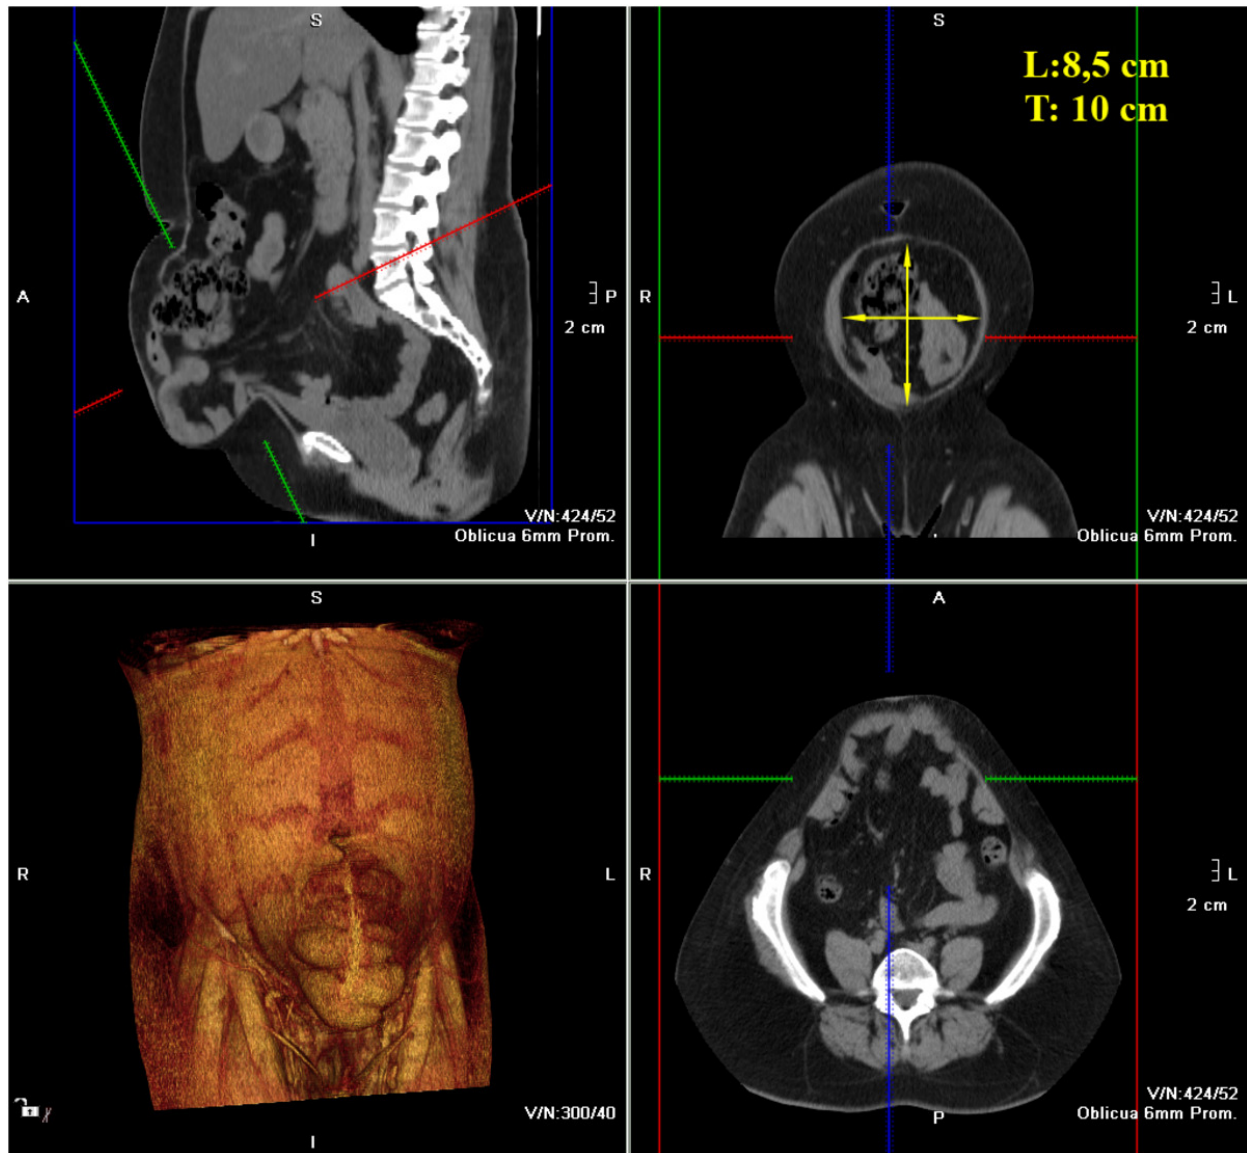 S
A
P
2 cm
V/N:424/52
Oblicua 6mm Prom.
I
S
L:8,5 cm
T: 10 cm
R
L
2 cm
V/N:424/52
Oblicua 6mm Prom.
S
R
L
V/N:300/40
I
A
R
L
2 cm
V/N:424/52
Oblicua 6mm Prom.
P